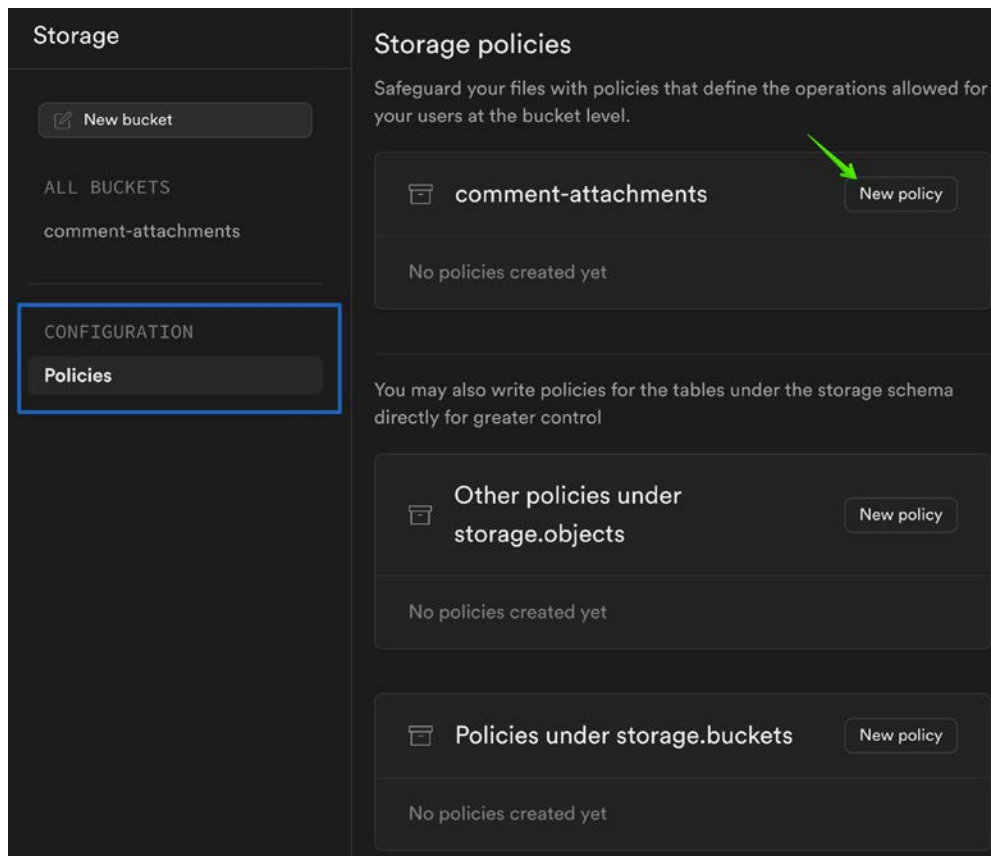 Storage
New bucket
ALL BUCKETS
comment-attachments
CONFIGURATION
Policies
Storage policies
Safeguard your files with policies that define the operations allowed for
your users at the bucket level.
comment-attachments
New policy
No policies created yet
You may also write policies for the tables under the storage schema
directly for greater control
Other policies under
storage.objects
New policy
No policies created yet
Policies under storage.buckets
New policy
No policies created yet